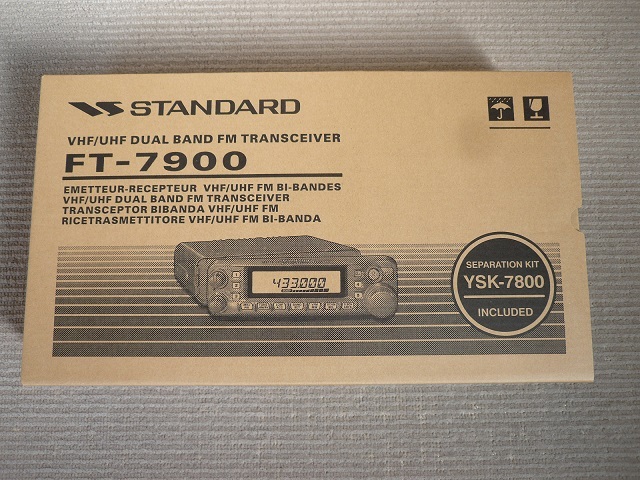 STANDARD
VHF/UHF DUAL BAND FM TRANSCEIVER
FT-7900
EMETTEUR-RECEPTEUR VHF/UHF FM BI-BANDES
VHF/UHF DUAL BAND FM TRANSCEIVER
TRANSCEPTOR BIBANDA VHF/UHF FM
RICETRASMETTITORE VHF/UHF FM BI-BANDA
433.000
SEPARATION KIT
YSK-7800
INCLUDED